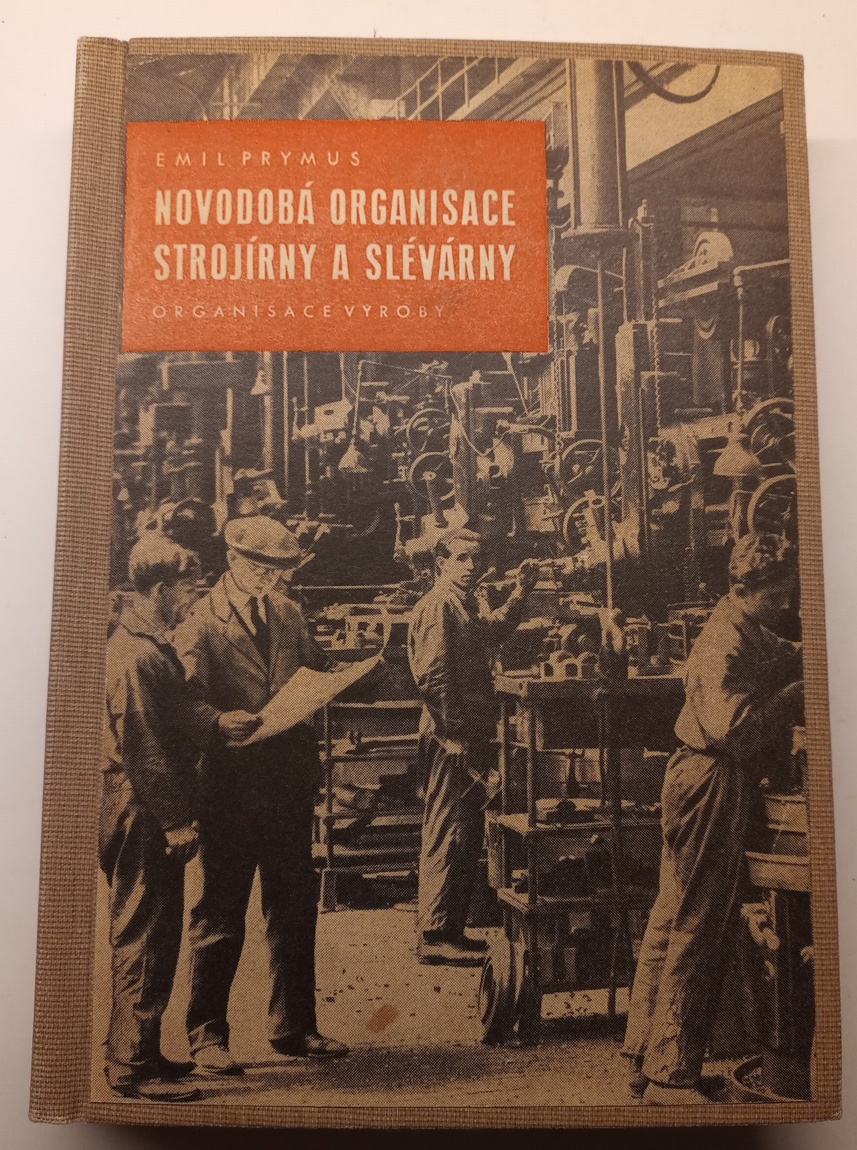 EMIL PRYMUS
NOVODOBÁ ORGANISACE
STROJÍRNY A SLÉVÁRNY
ORGANISACE VÝROBY